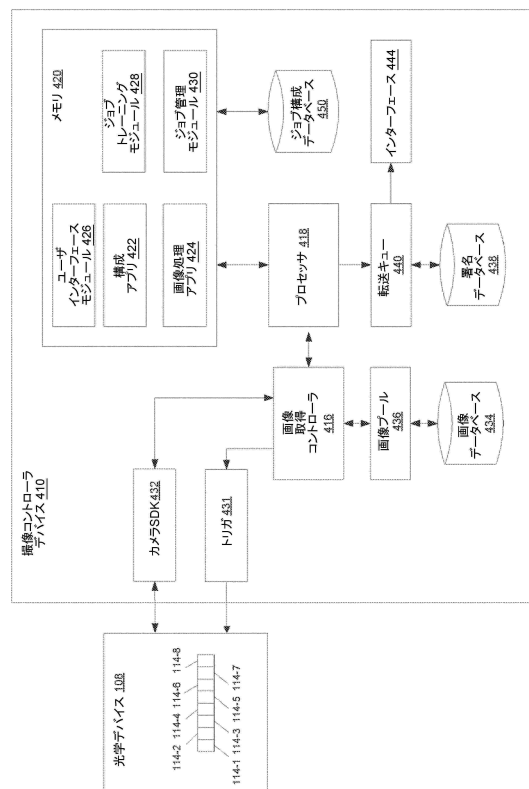 撮像コントローラ
デバイス 410
メモリ 420
ユーザ
インターフェース
モジュール 426
構成
アプリ 422
画像処理
アプリ 424
ジョブ
トレーニング
モジュール 428
ジョブ管理
モジュール 430
ジョブ構成
データベース
450
カメラSDK 432
トリガ 431
画像
取得
コントローラ
416
プロセッサ
418
画像プール
436
画像
データベース
434
転送キュー
440
署名
データベース
438
インターフェース 444
光学デバイス 108
114-2
114-4
114-6
114-8
114-1
114-3
114-5
114-7